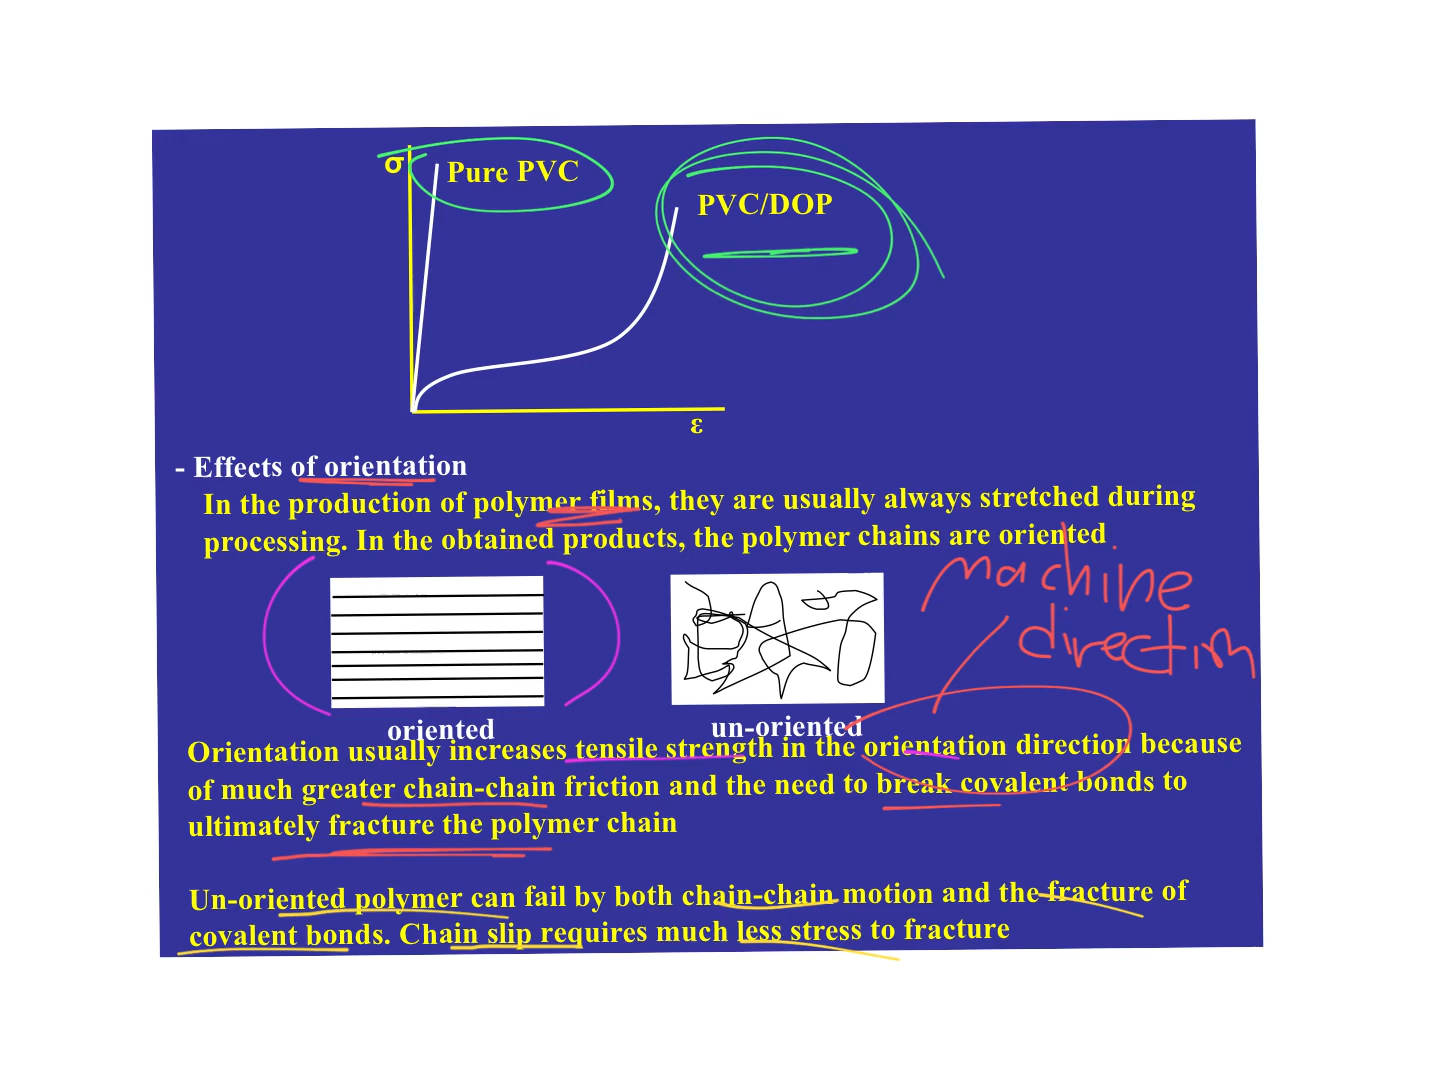 σ Pure PVC
PVC/DOP
ε
- Effects of orientation
In the production of polymer films, they are usually always stretched during
processing. In the obtained products, the polymer chains are oriented
machine
direction
oriented un-oriented
Orientation usually increases tensile strength in the orientation direction because
of much greater chain-chain friction and the need to break covalent bonds to
ultimately fracture the polymer chain
Un-oriented polymer can fail by both chain-chain motion and the fracture of
covalent bonds. Chain slip requires much less stress to fracture